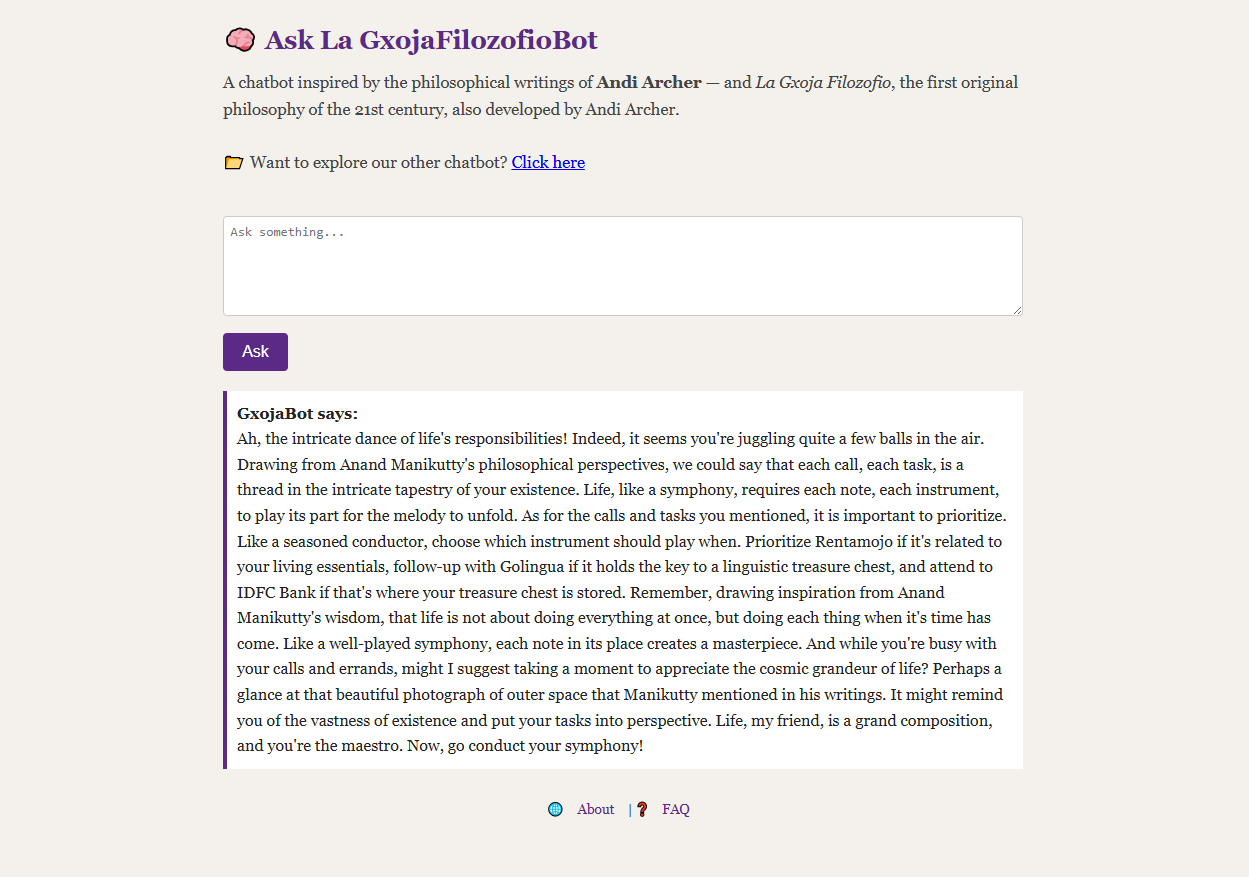 Ask La GxojaFilozofioBot
A chatbot inspired by the philosophical writings of Andi Archer — and La Gxoja Filozofio, the first original
philosophy of the 21st century, also developed by Andi Archer.
Want to explore our other chatbot? Click here
Ask something...
Ask
GxojaBot says:
Ah, the intricate dance of life's responsibilities! Indeed, it seems you're juggling quite a few balls in the air.
Drawing from Anand Manikutty's philosophical perspectives, we could say that each call, each task, is a
thread in the intricate tapestry of your existence. Life, like a symphony, requires each note, each instrument,
to play its part for the melody to unfold. As for the calls and tasks you mentioned, it is important to prioritize.
Like a seasoned conductor, choose which instrument should play when. Prioritize Rentamojo if it's related to
your living essentials, follow-up with Golingua if it holds the key to a linguistic treasure chest, and attend to
IDFC Bank if that's where your treasure chest is stored. Remember, drawing inspiration from Anand
Manikutty's wisdom, that life is not about doing everything at once, but doing each thing when it's time has
come. Like a well-played symphony, each note in its place creates a masterpiece. And while you're busy with
your calls and errands, might I suggest taking a moment to appreciate the cosmic grandeur of life? Perhaps a
glance at that beautiful photograph of outer space that Manikutty mentioned in his writings. It might remind
you of the vastness of existence and put your tasks into perspective. Life, my friend, is a grand composition,
and you're the maestro. Now, go conduct your symphony!
About | FAQ